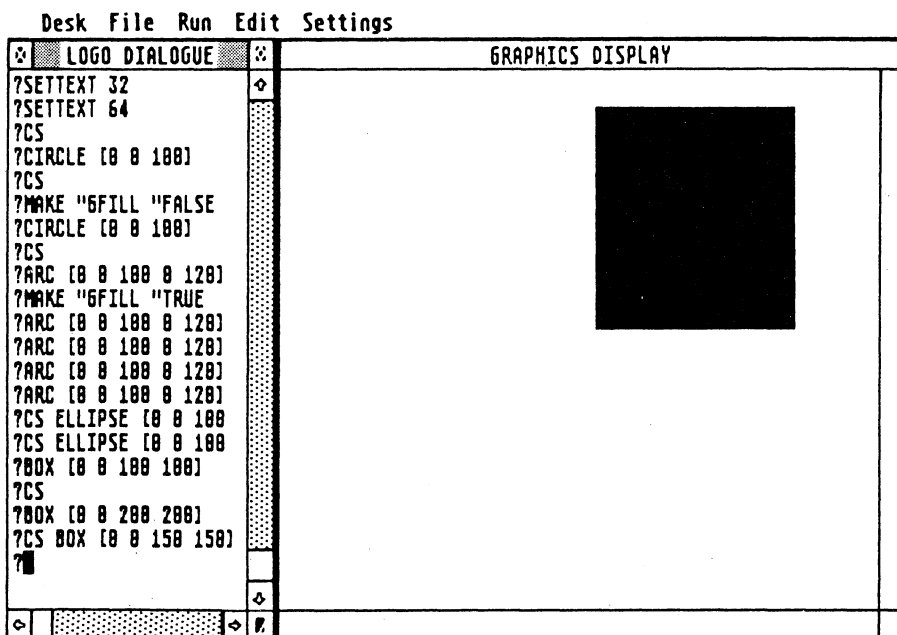 Desk File Run Edit Settings
LOGO DIALOGUE
GRAPHICS DISPLAY
?SETTEXT 32
?SETTEXT 64
?CS
?CIRCLE [0 0 100]
?CS
?MAKE "GFILL "FALSE
?CIRCLE [0 0 100]
?CS
?ARC [0 0 100 0 120]
?MAKE "GFILL "TRUE
?ARC [0 0 100 0 120]
?ARC [0 0 100 0 120]
?ARC [0 0 100 0 120]
?ARC [0 0 100 0 120]
?CS ELLIPSE [0 0 100
?CS ELLIPSE [0 0 100
?BOX [0 0 100 100]
?CS
?BOX [0 0 200 200]
?CS BOX [0 0 150 150]
?